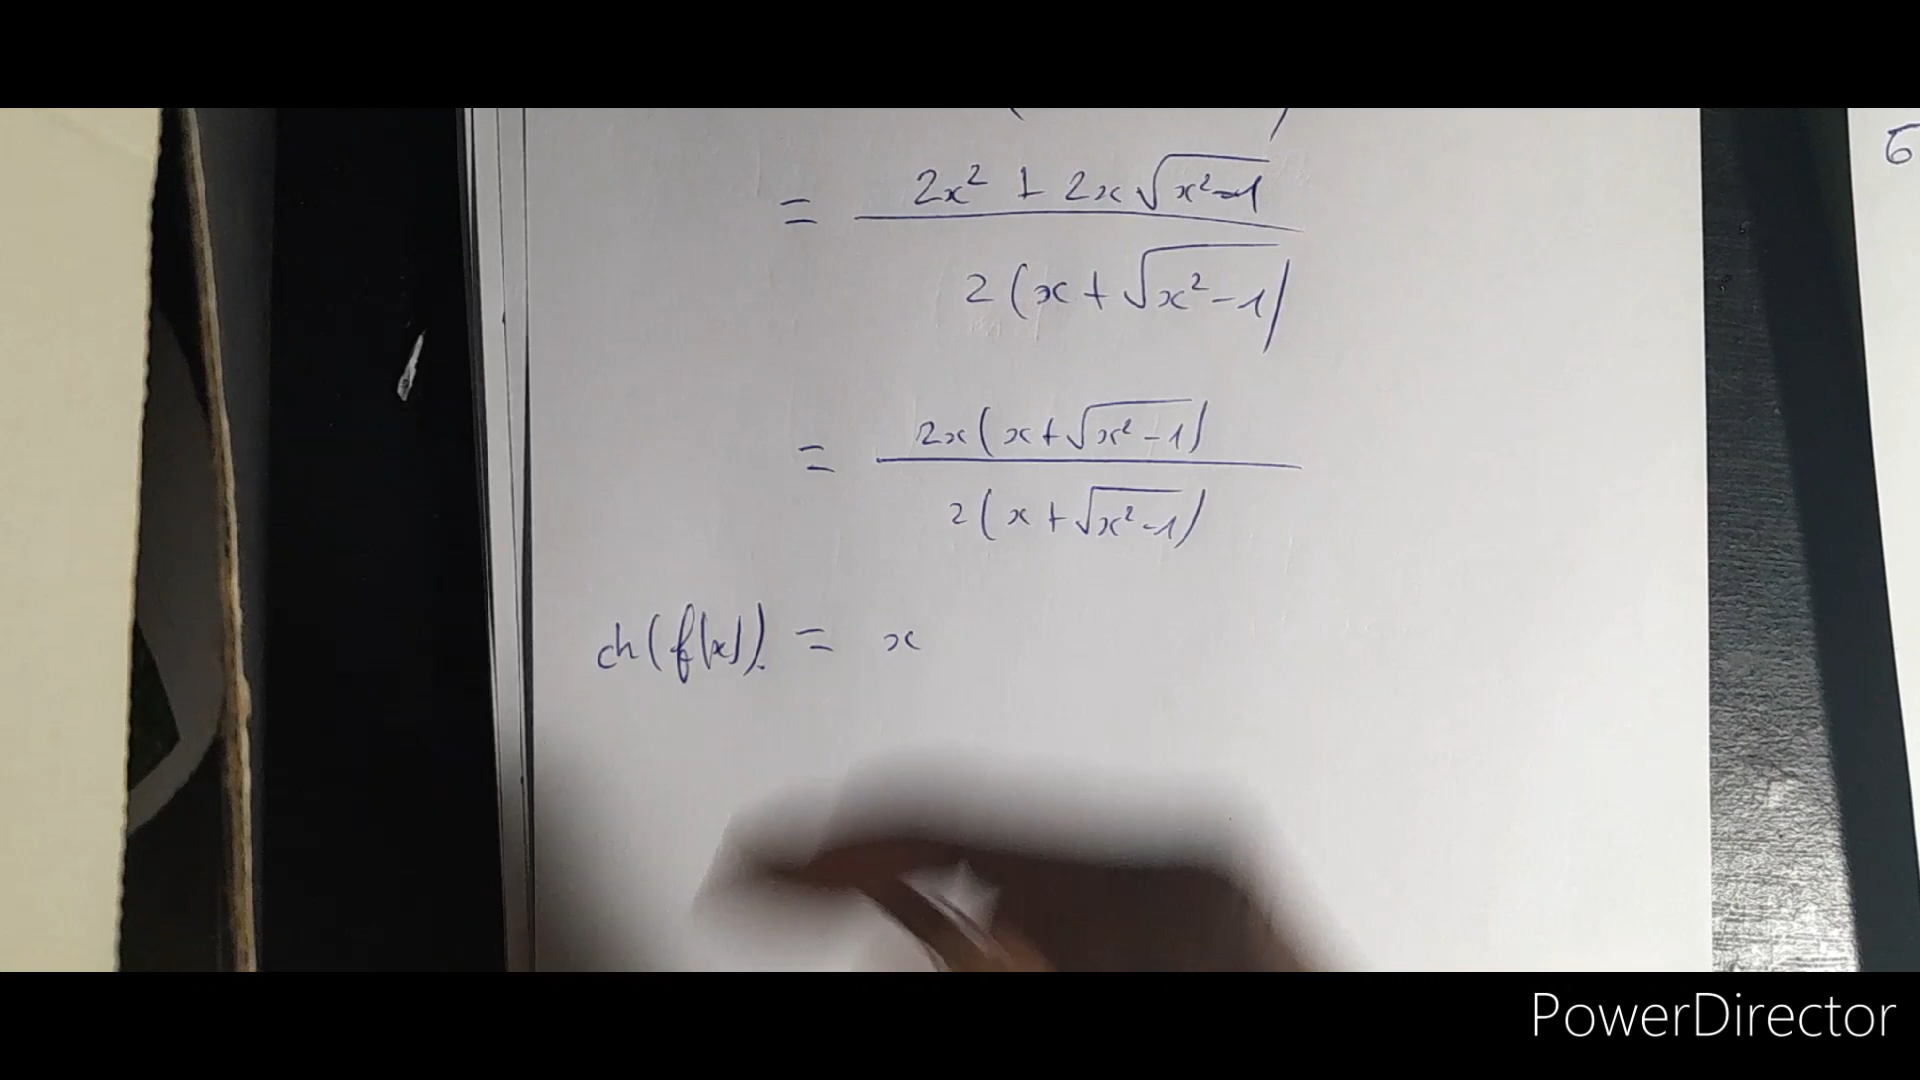 = (2x² + 2x√(x²-1)) / (2(x+√(x²-1)))
= (2x(x+√(x²-1))) / (2(x+√(x²-1)))
ch(f(x)). = x
6
PowerDirector